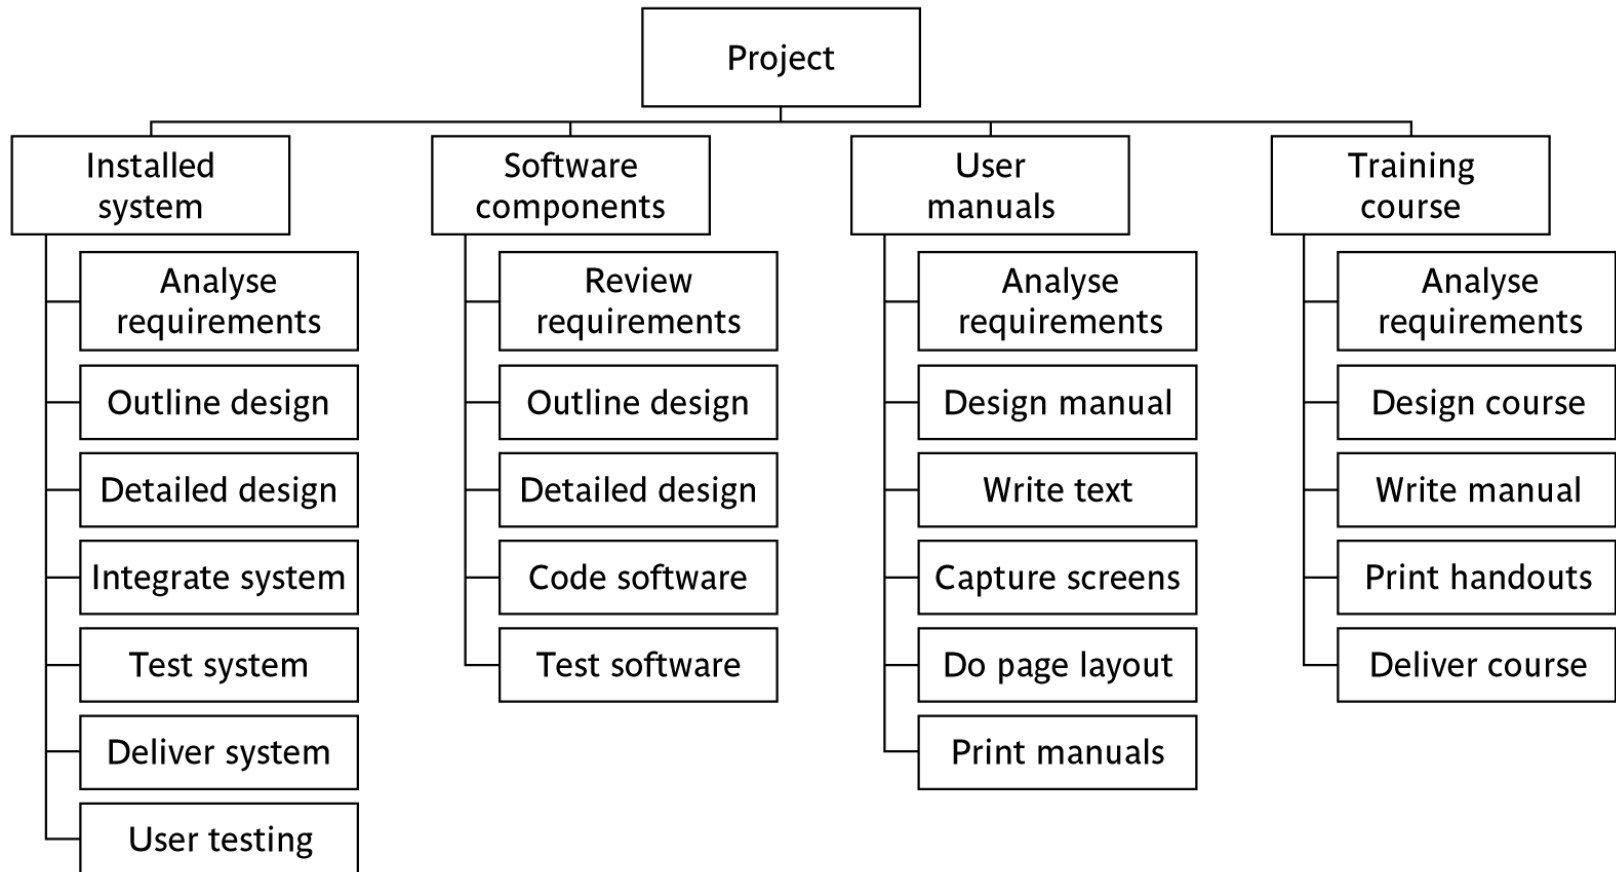 Project
Installed
system
Analyse
requirements
Outline design
Detailed design
Integrate system
Test system
Deliver system
User testing
Software
components
Review
requirements
Outline design
Detailed design
Code software
Test software
User
manuals
Analyse
requirements
Design manual
Write text
Capture screens
Do page layout
Print manuals
Training
course
Analyse
requirements
Design course
Write manual
Print handouts
Deliver course